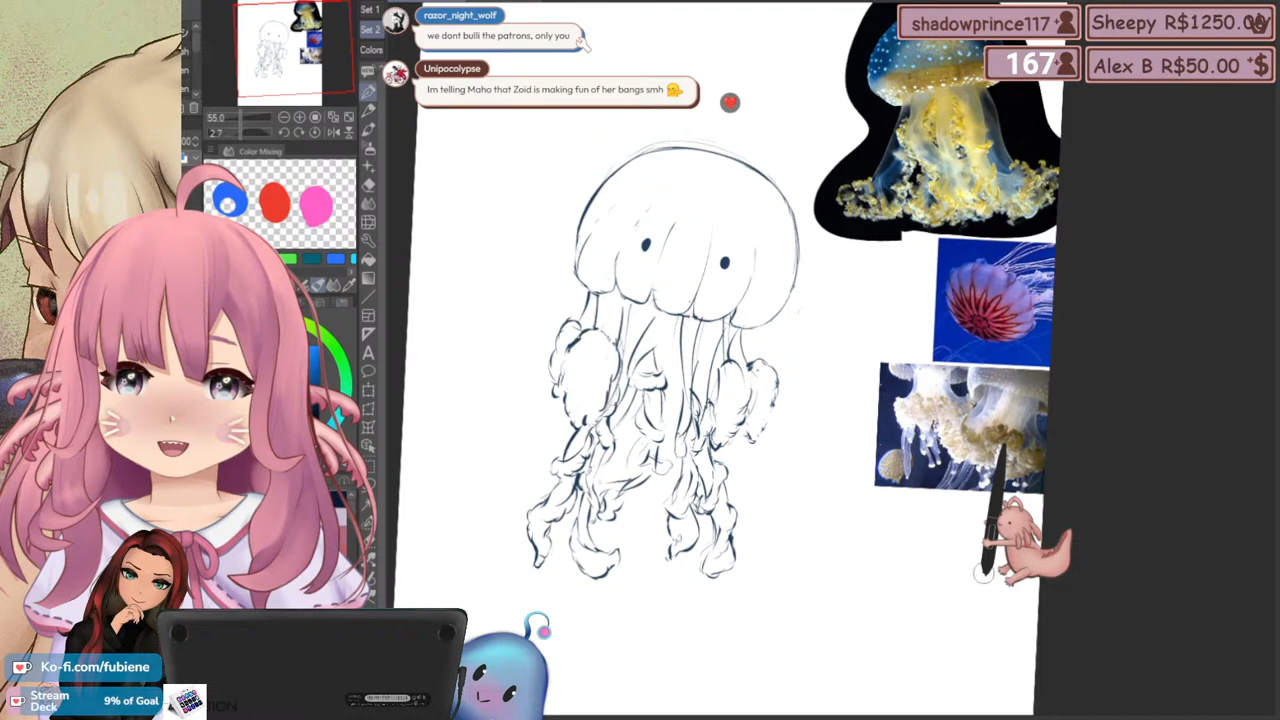 Set 1
Set 2
Colors
razor_night_wolf
we dont bulli the patrons, only you
Unipocolypse
Im telling Maho that Zoid is making fun of her bangs smh
shadowprince117
Sheepy R$1250.00
167
Alex B R$50.00
55.0
2.7
Color Mixing
Ko-fi.com/fubiene
Stream
Deck
9% of Goal